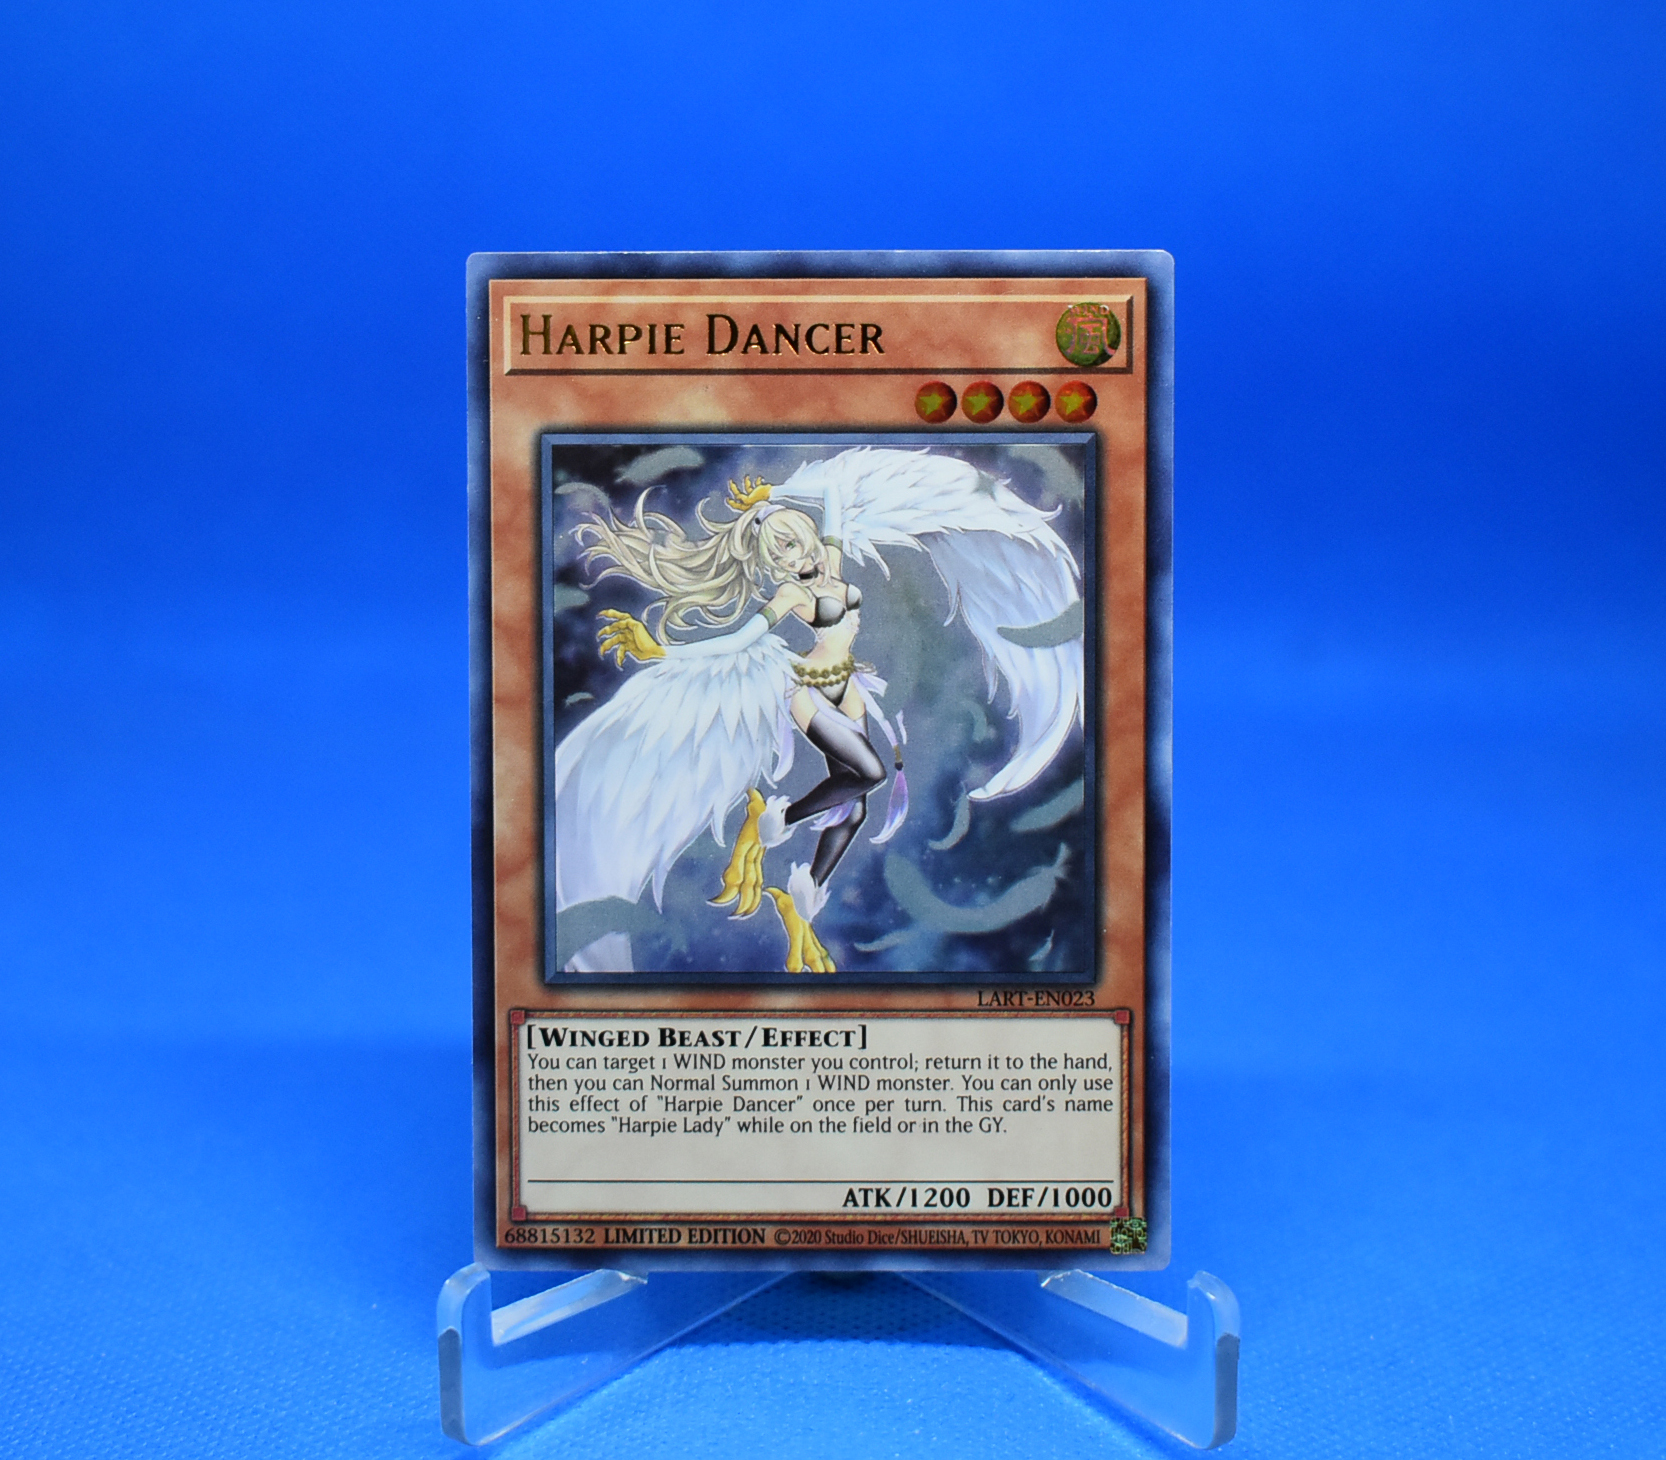 HARPIE DANCER
WIND
風
LART-EN023
[WINGED BEAST/EFFECT]
You can target 1 WIND monster you control; return it to the hand,
then you can Normal Summon 1 WIND monster. You can only use
this effect of "Harpie Dancer" once per turn. This card's name
becomes "Harpie Lady" while on the field or in the GY.
ATK/1200 DEF/1000
68815132 LIMITED EDITION ©2020 Studio Dice/SHUEISHA, TV TOKYO, KONAMI